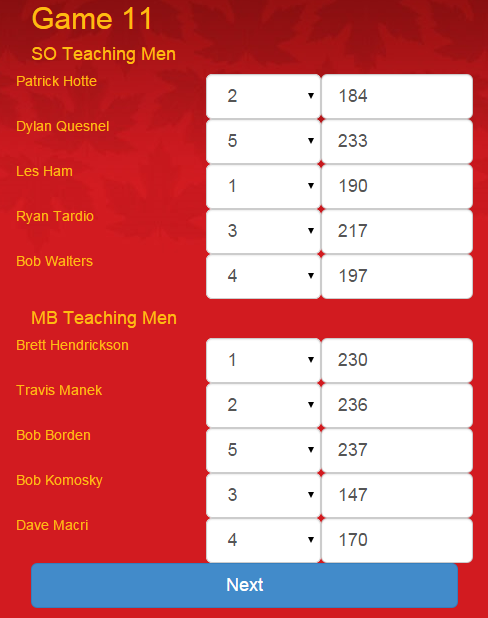 Game 11
SO Teaching Men
Patrick Hotte 2 184
Dylan Quesnel 5 233
Les Ham 1 190
Ryan Tardio 3 217
Bob Walters 4 197
MB Teaching Men
Brett Hendrickson 1 230
Travis Manek 2 236
Bob Borden 5 237
Bob Komosky 3 147
Dave Macri 4 170
Next